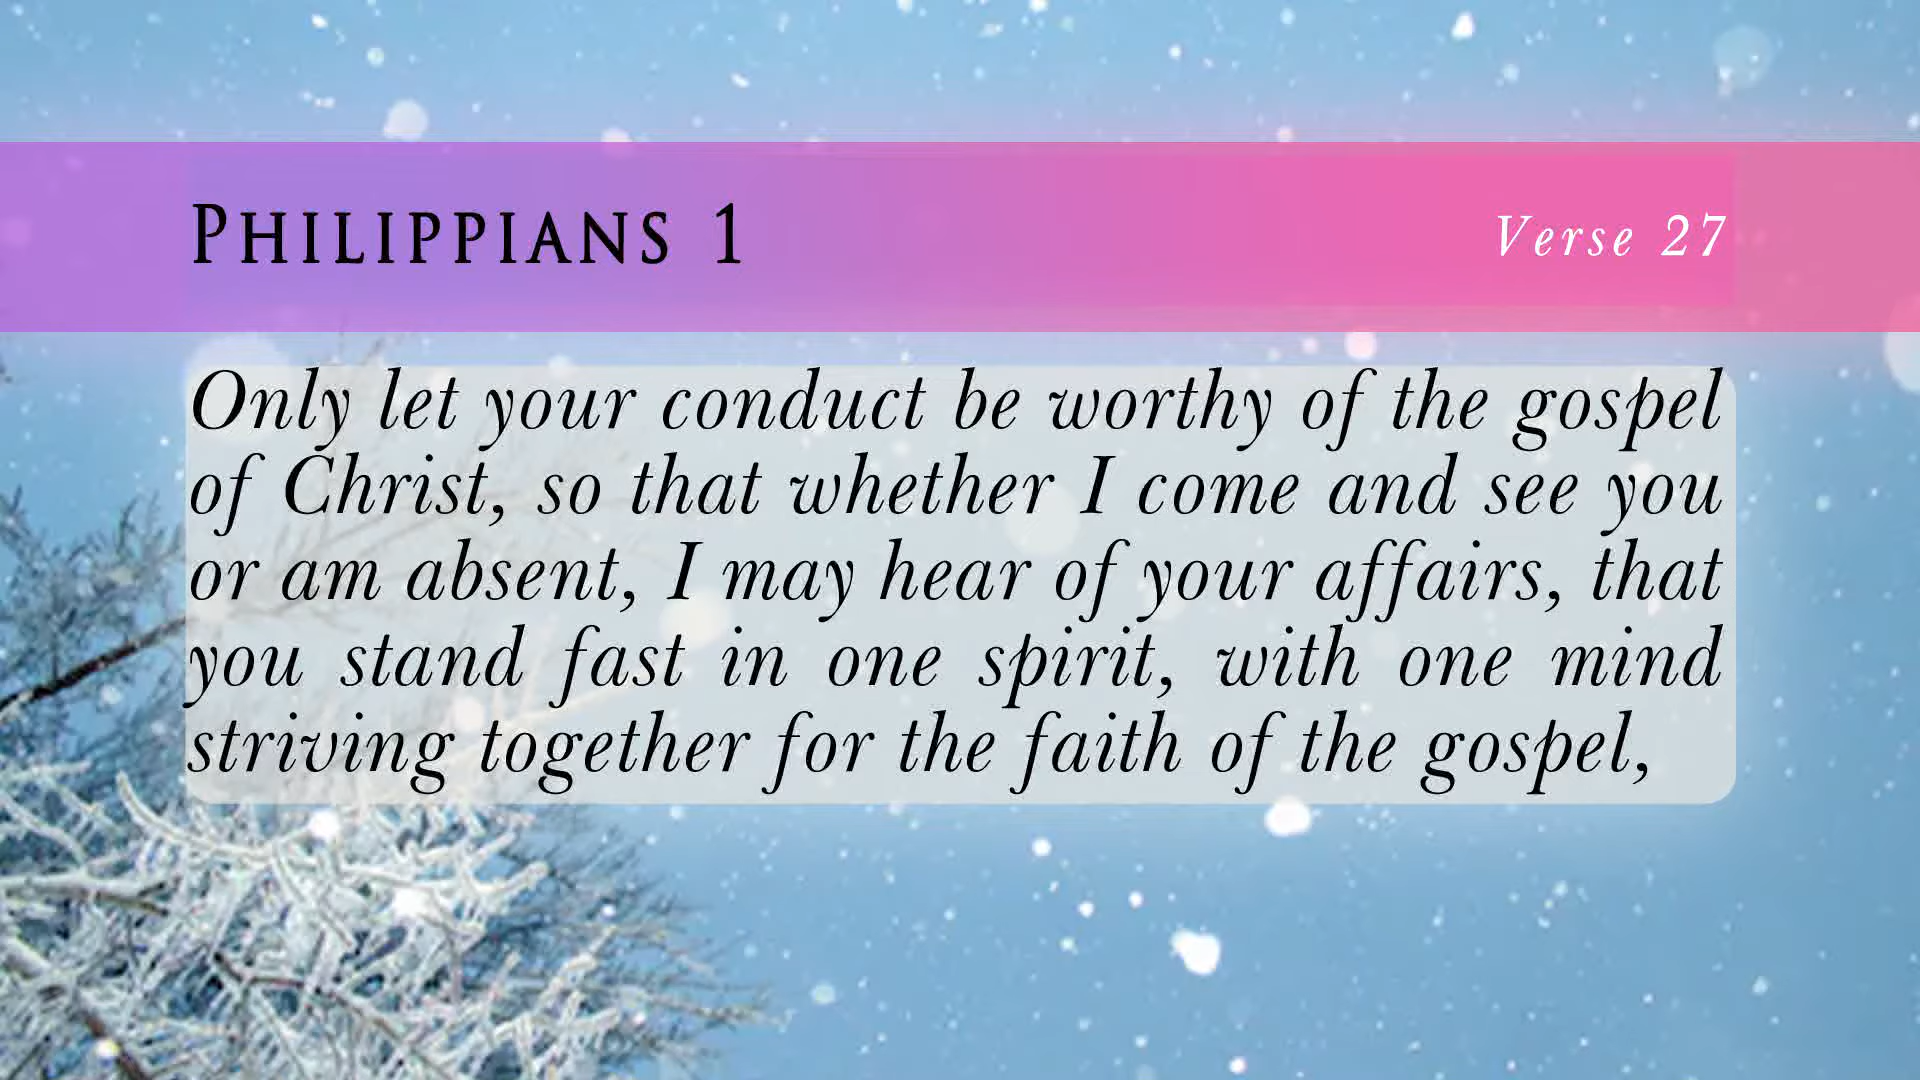 PHILIPPIANS 1
Verse 27
Only let your conduct be worthy of the gospel
of Christ, so that whether I come and see you
or am absent, I may hear of your affairs, that
you stand fast in one spirit, with one mind
striving together for the faith of the gospel,